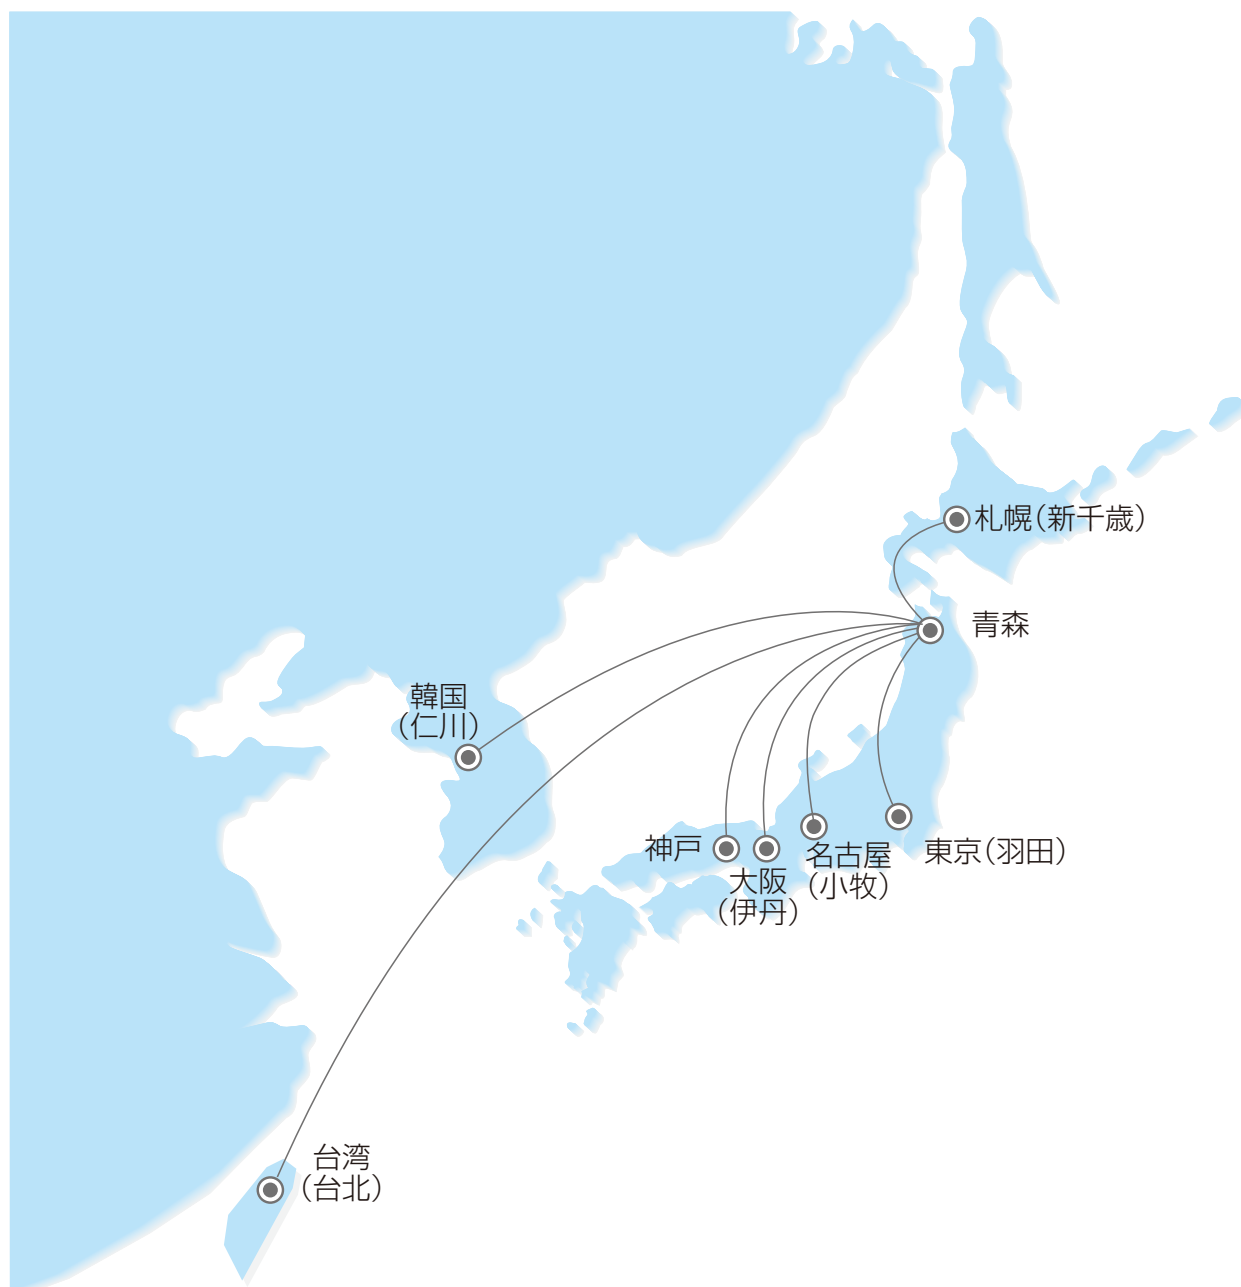 札幌(新千歳)
青森
韓国
(仁川)
神戸
大阪
(伊丹)
名古屋
(小牧)
東京(羽田)
台湾
(台北)